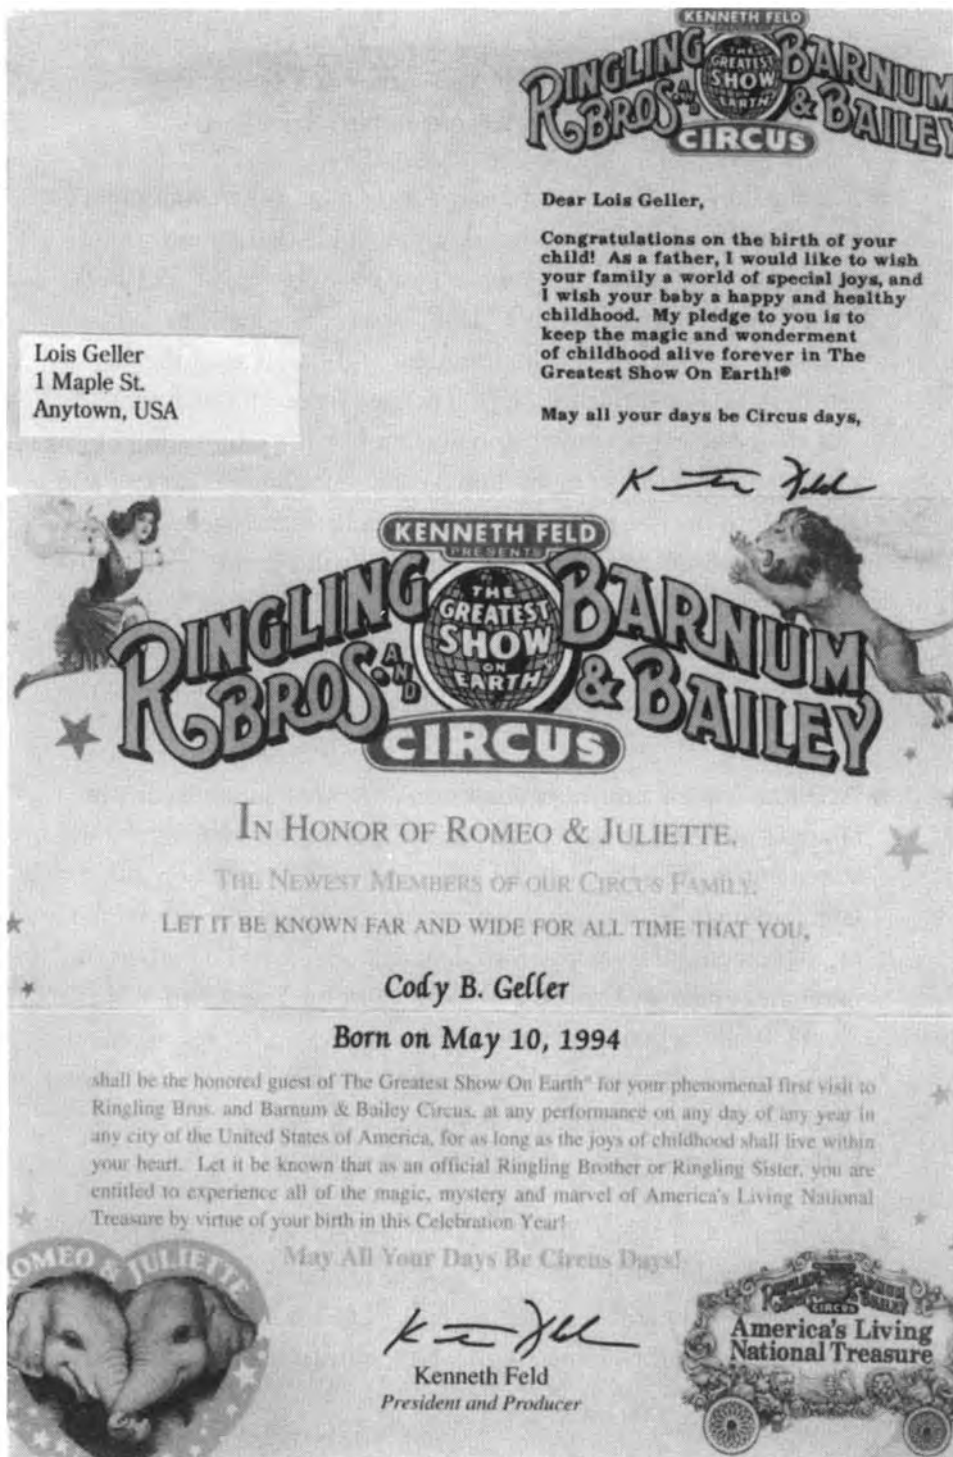 KENNETH FELD
RINGLING BROS AND BARNUM & BAILEY
THE GREATEST SHOW ON EARTH
CIRCUS
Dear Lois Geller,
Congratulations on the birth of your
child! As a father, I would like to wish
your family a world of special joys, and
I wish your baby a happy and healthy
childhood. My pledge to you is to
keep the magic and wonderment
of childhood alive forever in The
Greatest Show On Earth!®
May all your days be Circus days,
Lois Geller
1 Maple St.
Anytown, USA
KENNETH FELD
PRESENTS
RINGLING BROS AND BARNUM & BAILEY
THE GREATEST SHOW ON EARTH
CIRCUS
IN HONOR OF ROMEO & JULIETTE,
THE NEWEST MEMBERS OF OUR CIRCUS FAMILY,
LET IT BE KNOWN FAR AND WIDE FOR ALL TIME THAT YOU,
Cody B. Geller
Born on May 10, 1994
shall be the honored guest of The Greatest Show On Earth® for your phenomenal first visit to
Ringling Bros. and Barnum & Bailey Circus, at any performance on any day of any year in
any city of the United States of America, for as long as the joys of childhood shall live within
your heart. Let it be known that as an official Ringling Brother or Ringling Sister, you are
entitled to experience all of the magic, mystery and marvel of America's Living National
Treasure by virtue of your birth in this Celebration Year!
May All Your Days Be Circus Days!
ROMEO & JULIETTE
Kenneth Feld
President and Producer
RINGLING BROS BARNUM & BAILEY
CIRCUS
America's Living
National Treasure